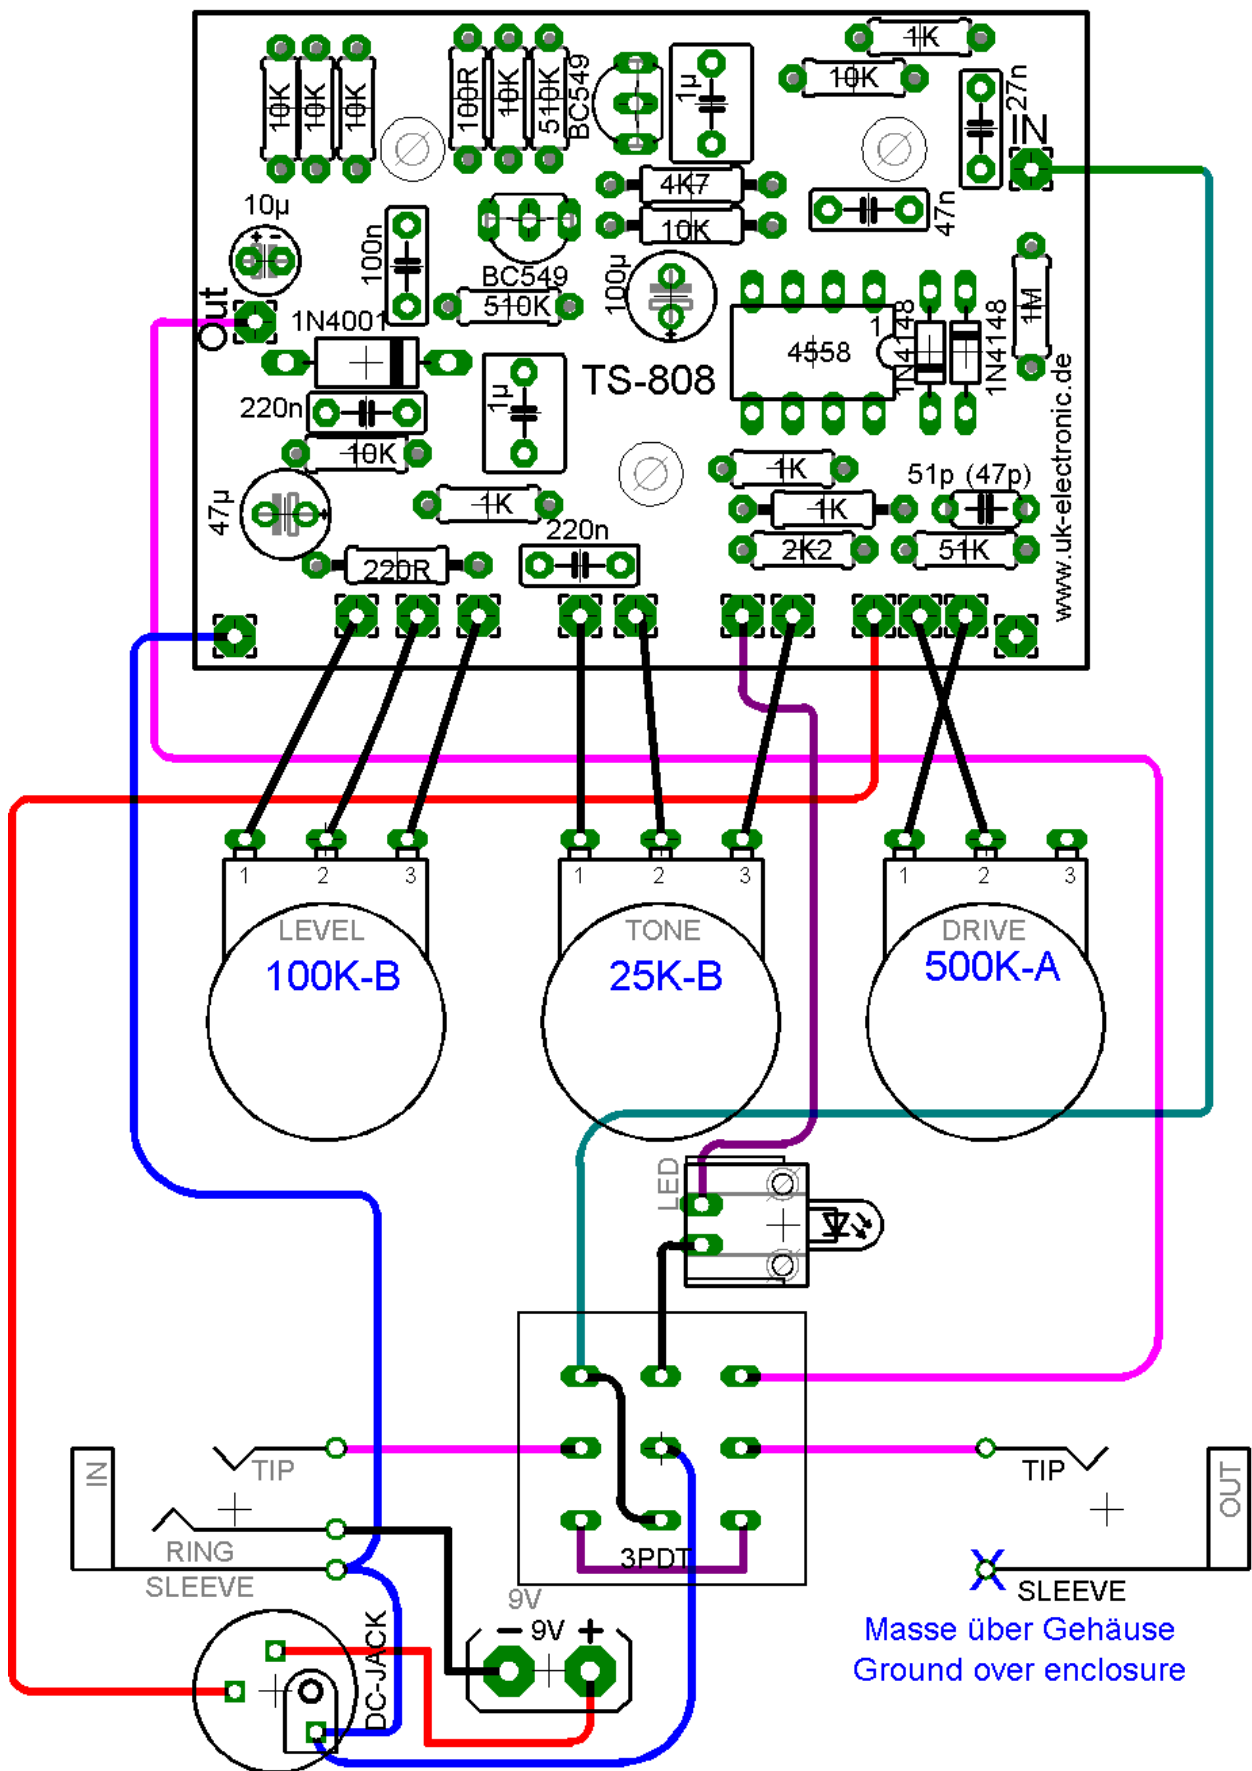 1K
10K
10K
10K
10K
100R
10K
510K
BC549
1µ
27n
IN
10K
4K7
10K
47n
10µ
+ -
100n
BC549
510K
100µ
+
Out
1N4001
1
4558
1N4148
1N4148
1M
TS-808
220n
1µ
10K
47µ
+
1K
1K
1K
51p (47p)
220n
2K2
51K
220R
www.uk-electronic.de
1 2 3
LEVEL
100K-B
1 2 3
TONE
25K-B
1 2 3
DRIVE
500K-A
LED
IN
TIP
RING
SLEEVE
3PDT
TIP
OUT
SLEEVE
9V
- 9V +
DC-JACK
Masse über Gehäuse
Ground over enclosure